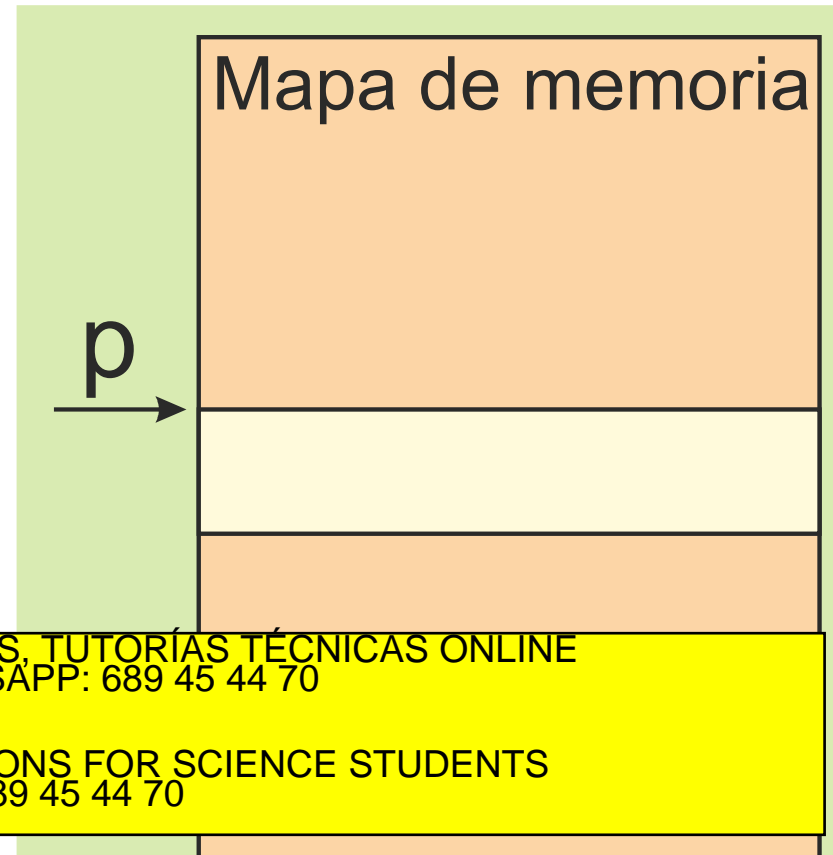 Mapa de memoria
p
S, TUTORÍAS TÉCNICAS ONLINE
SAPP: 689 45 44 70
ONS FOR SCIENCE STUDENTS
89 45 44 70